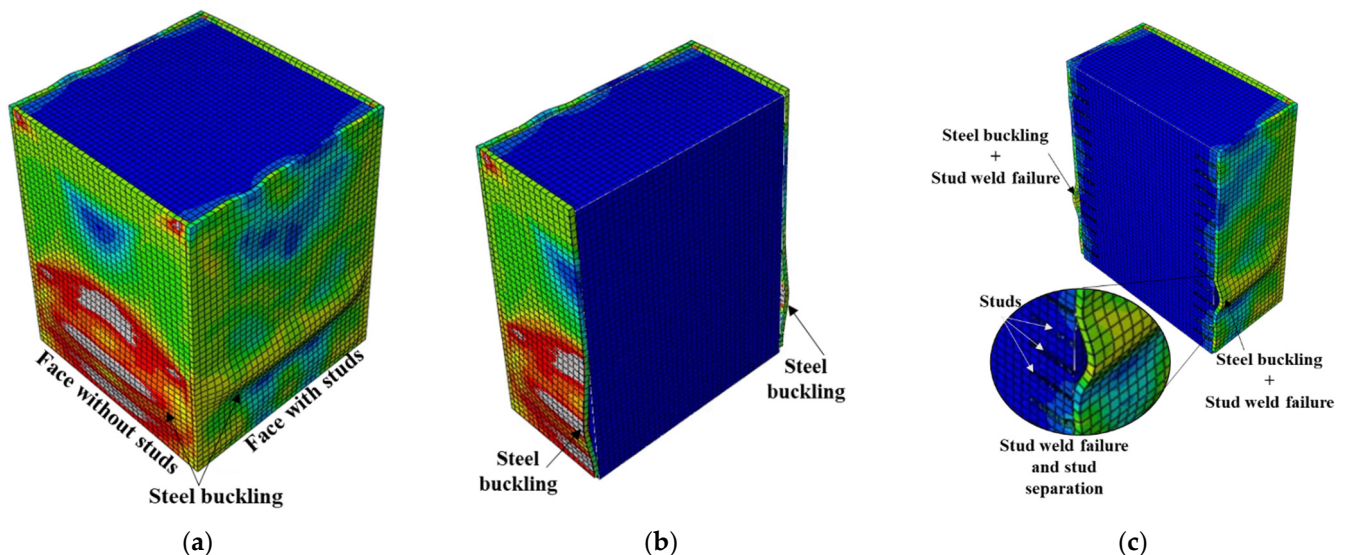 Face without studs
Face with studs
Steel buckling
(a)
Steel
buckling
Steel
buckling
(b)
Steel buckling
+
Stud weld failure
Studs
Steel buckling
+
Stud weld failure
Stud weld failure
and stud
separation
(c)